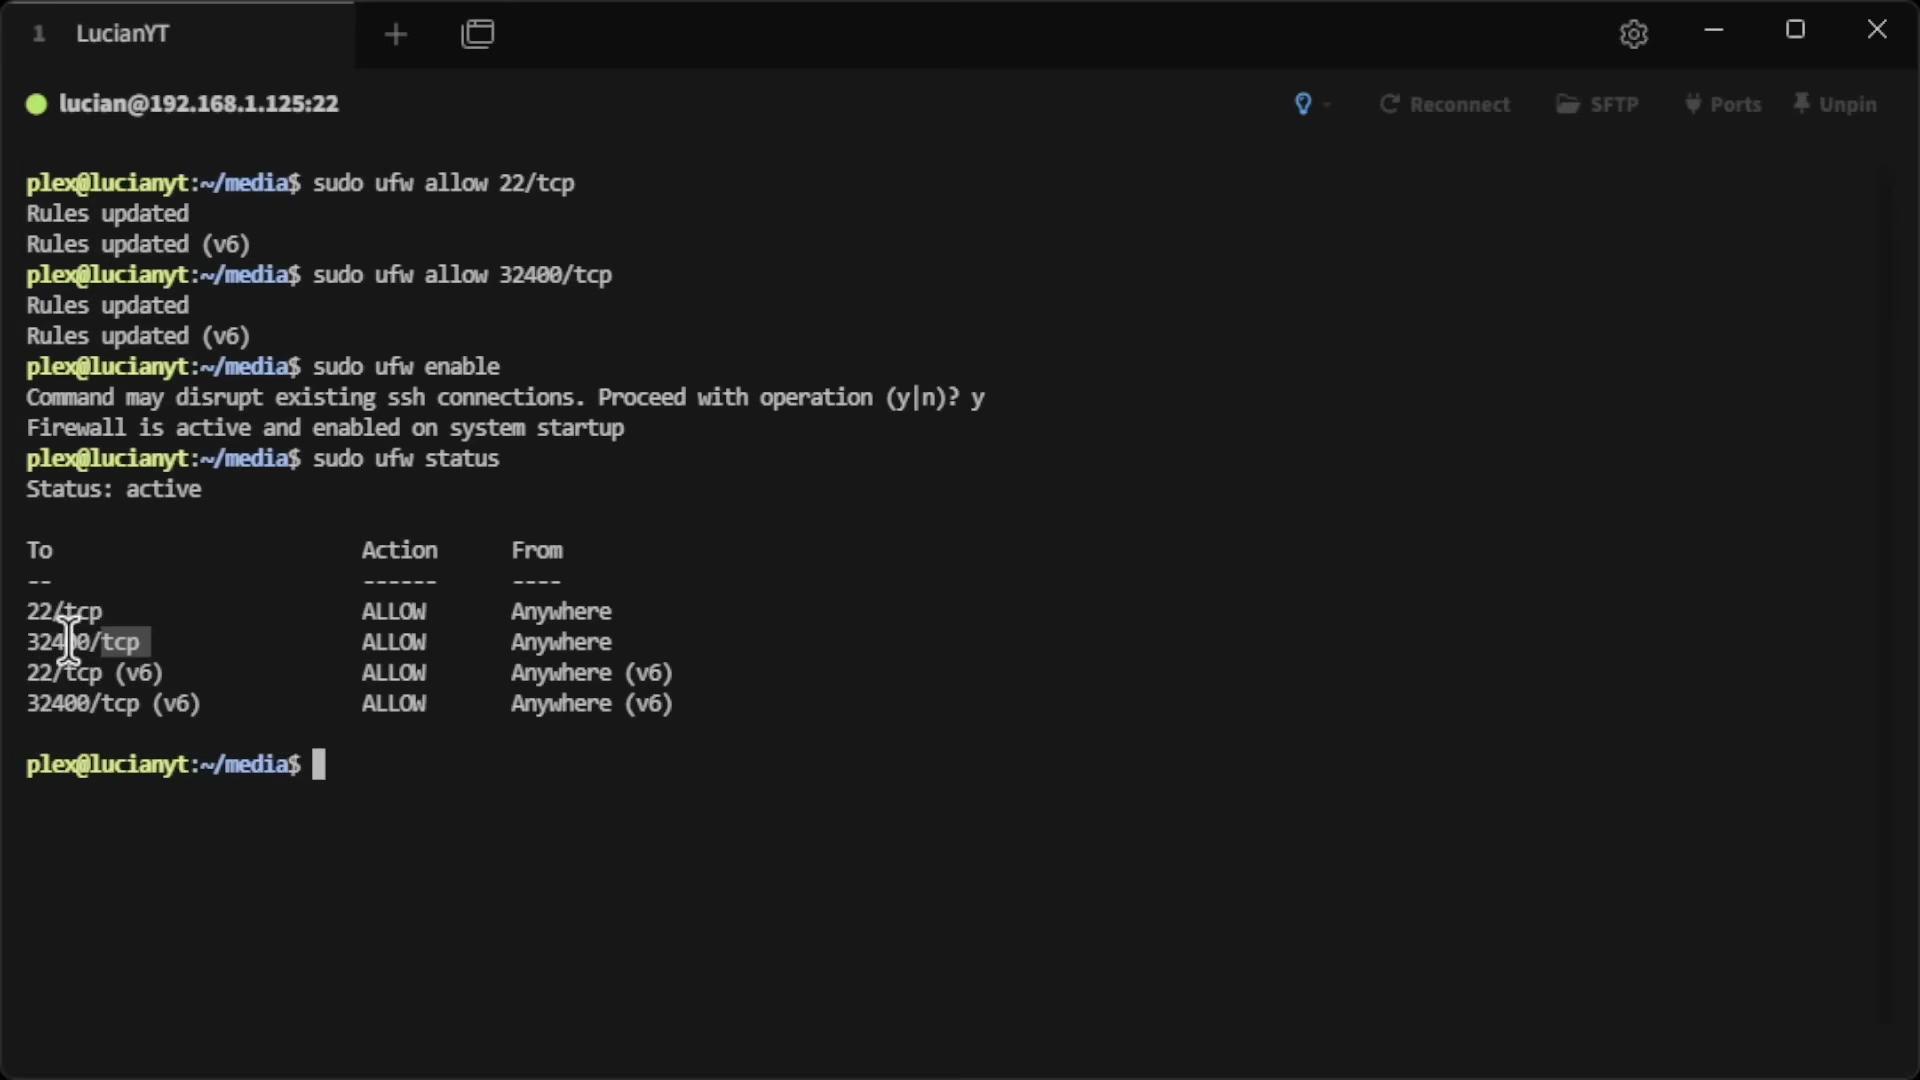 1 LucianYT
lucian@192.168.1.125:22 Reconnect SFTP Ports Unpin
plex@lucianyt:~/media$ sudo ufw allow 22/tcp
Rules updated
Rules updated (v6)
plex@lucianyt:~/media$ sudo ufw allow 32400/tcp
Rules updated
Rules updated (v6)
plex@lucianyt:~/media$ sudo ufw enable
Command may disrupt existing ssh connections. Proceed with operation (y|n)? y
Firewall is active and enabled on system startup
plex@lucianyt:~/media$ sudo ufw status
Status: active
To Action From
-- ------ ----
22/tcp ALLOW Anywhere
32400/tcp ALLOW Anywhere
22/tcp (v6) ALLOW Anywhere (v6)
32400/tcp (v6) ALLOW Anywhere (v6)
plex@lucianyt:~/media$